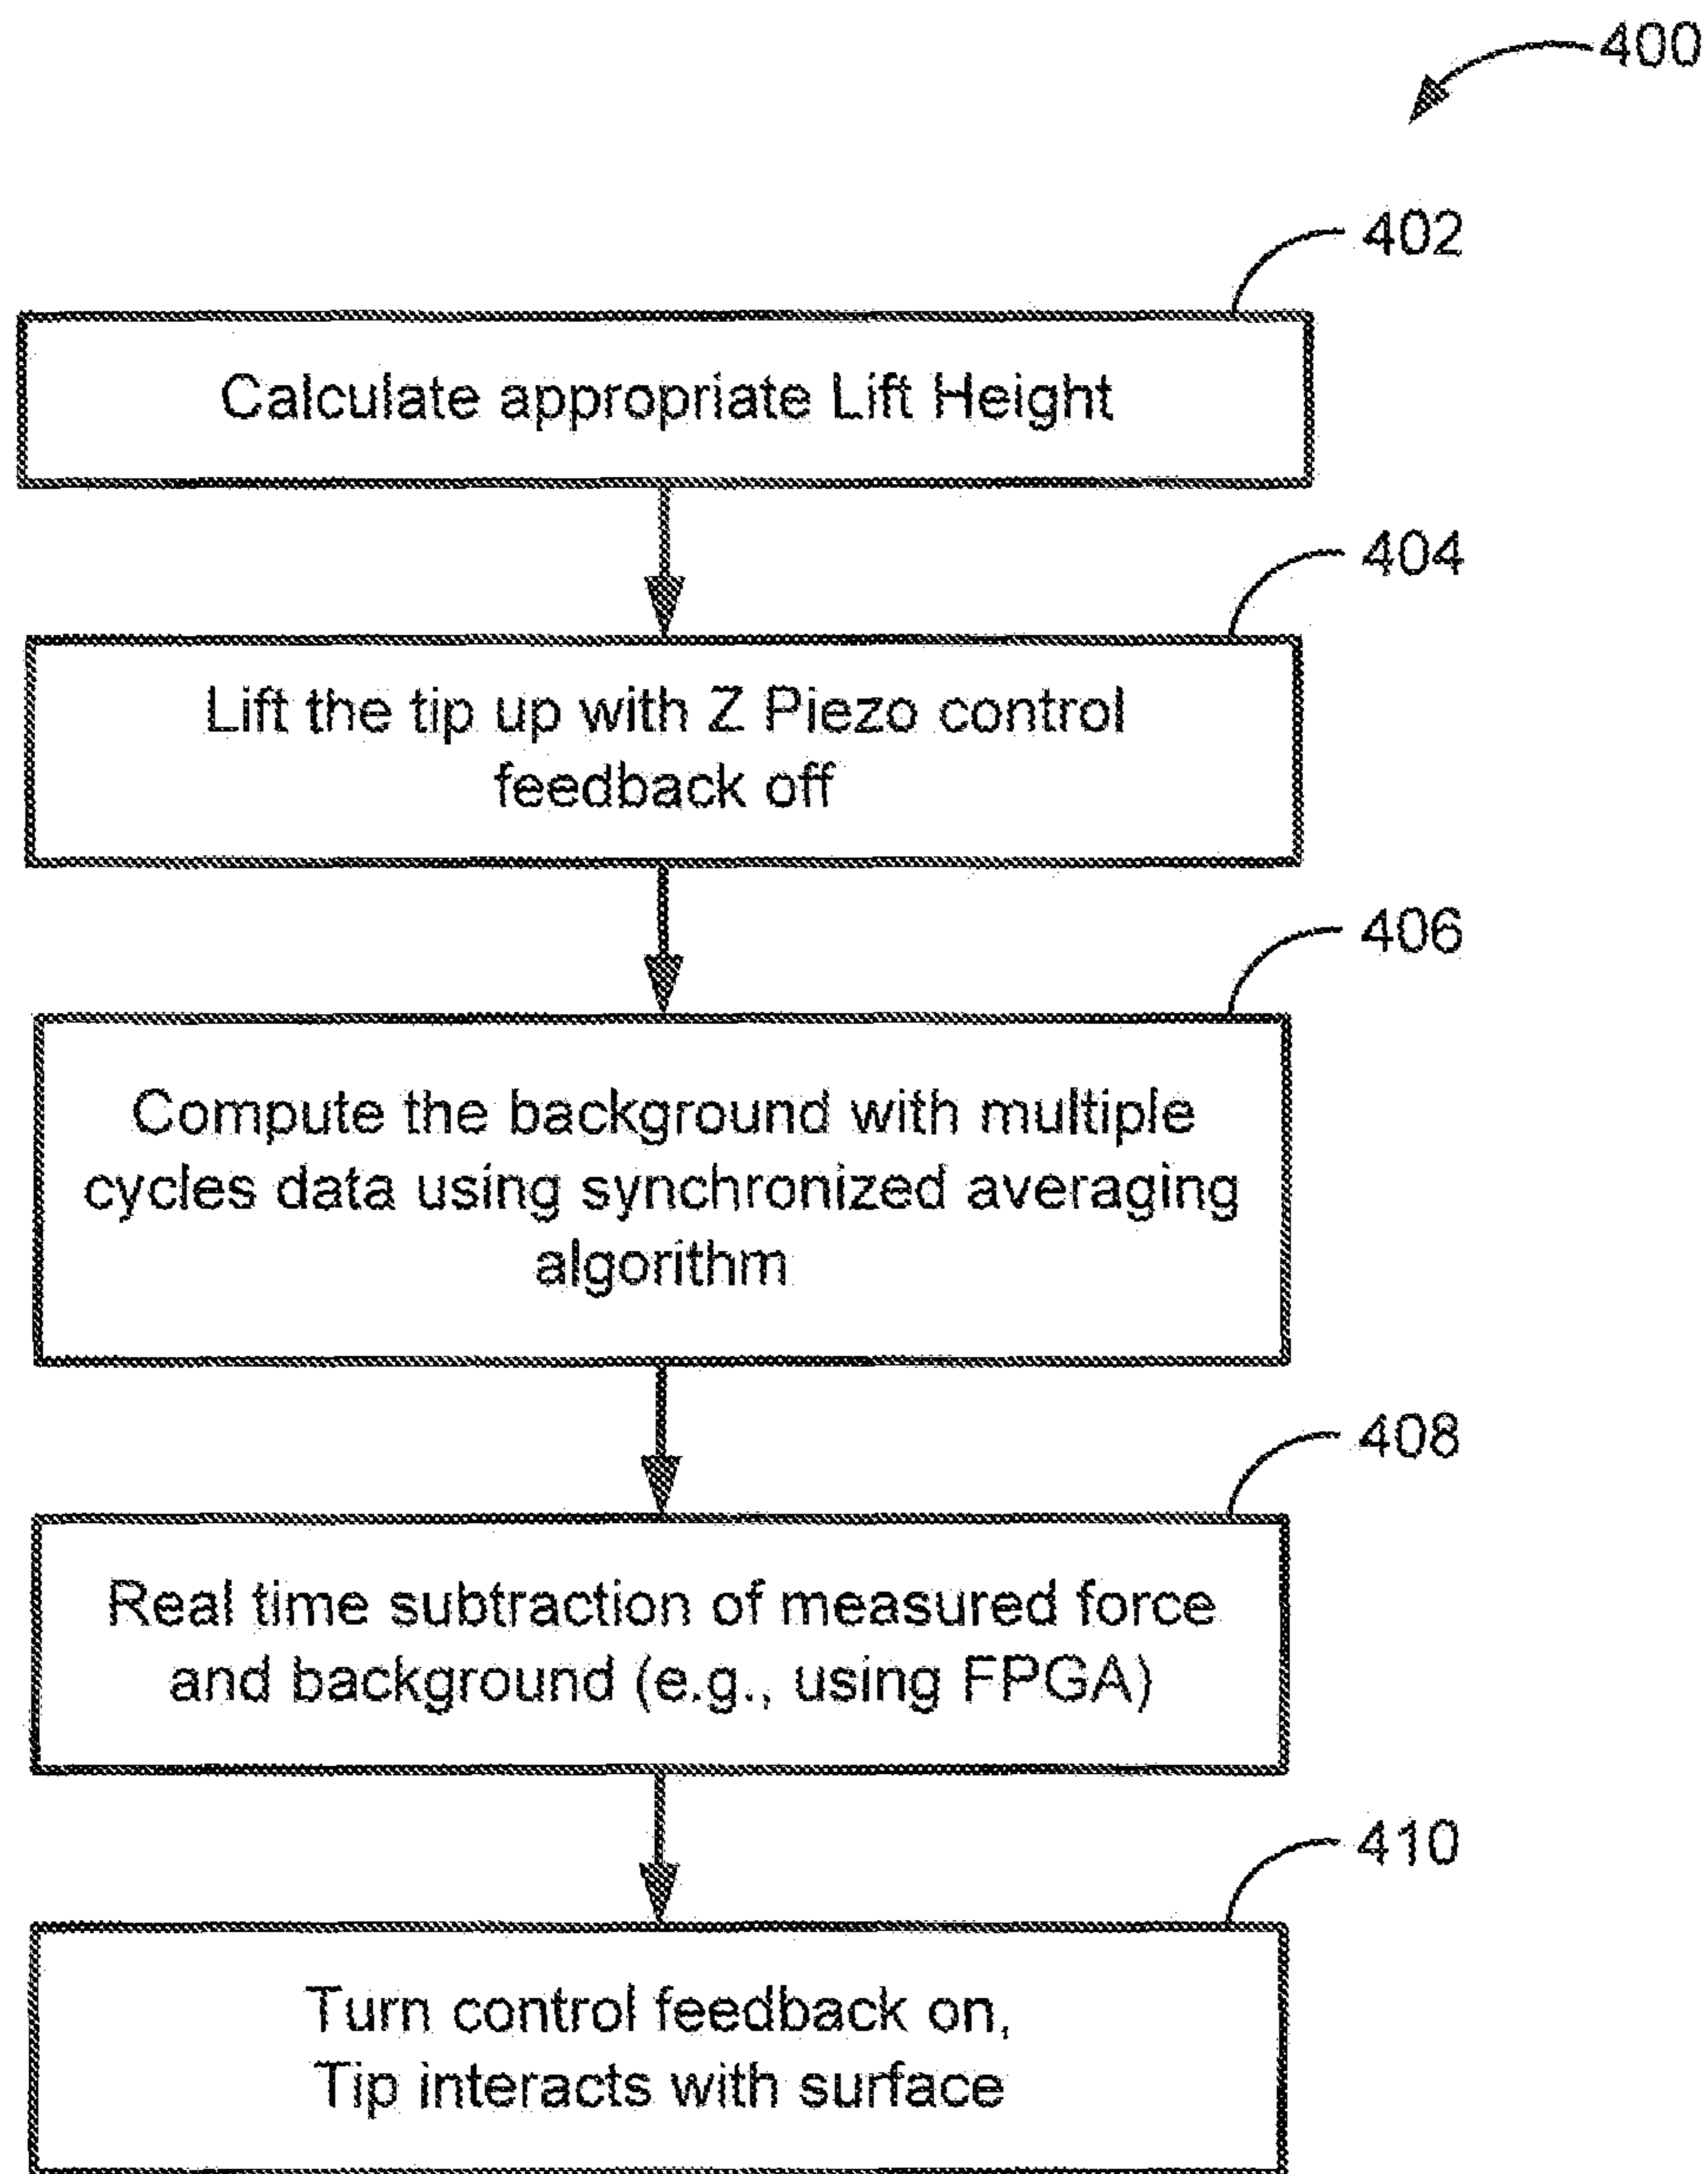 400
402
Calculate appropriate Lift Height
404
Lift the tip up with Z Piezo control
feedback off
406
Compute the background with multiple
cycles data using synchronized averaging
algorithm
408
Real time subtraction of measured force
and background (e.g., using FPGA)
410
Turn control feedback on,
Tip interacts with surface